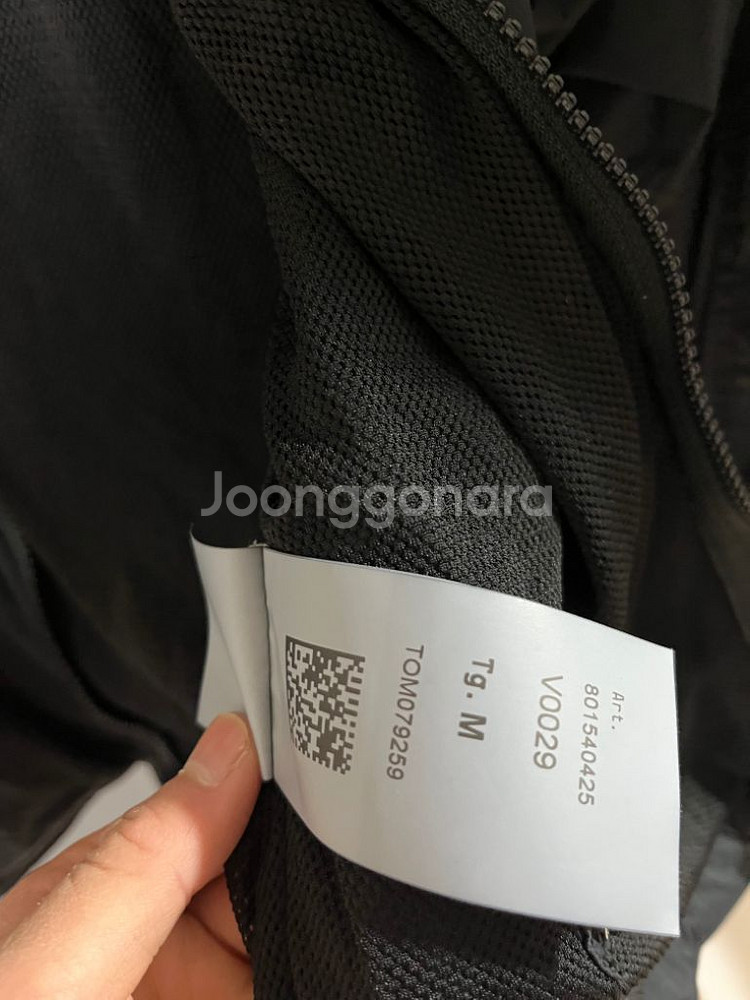 Joonggonara
Art.
801540425
V0029
Tg. M
TOM079259